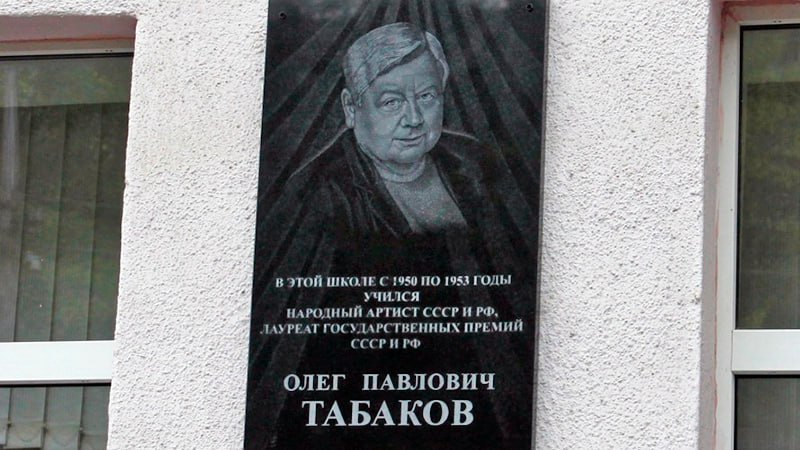 В ЭТОЙ ШКОЛЕ С 1950 ПО 1953 ГОДЫ
УЧИЛСЯ
НАРОДНЫЙ АРТИСТ СССР И РФ,
ЛАУРЕАТ ГОСУДАРСТВЕННЫХ ПРЕМИЙ
СССР И РФ
ОЛЕГ ПАВЛОВИЧ
ТАБАКОВ